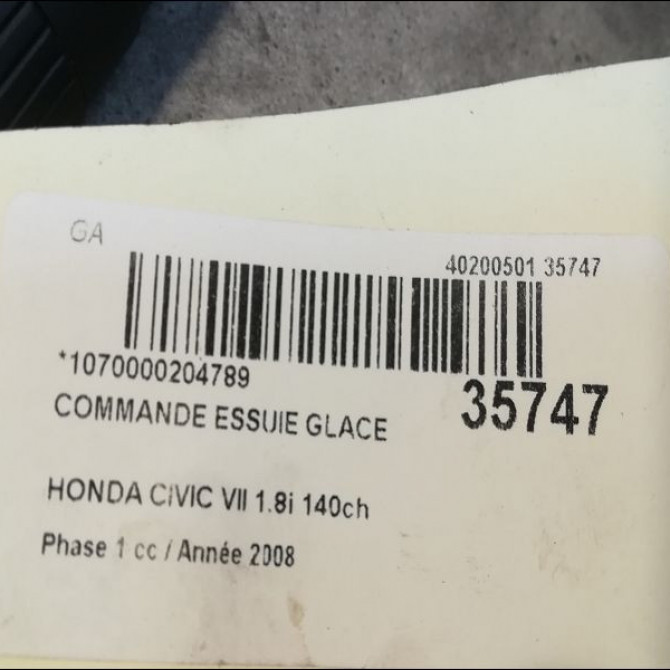 GA
40200501 35747
*1070000204789
35747
COMMANDE ESSUIE GLACE
HONDA CIVIC VII 1.8i 140ch
Phase 1 cc / Année 2008